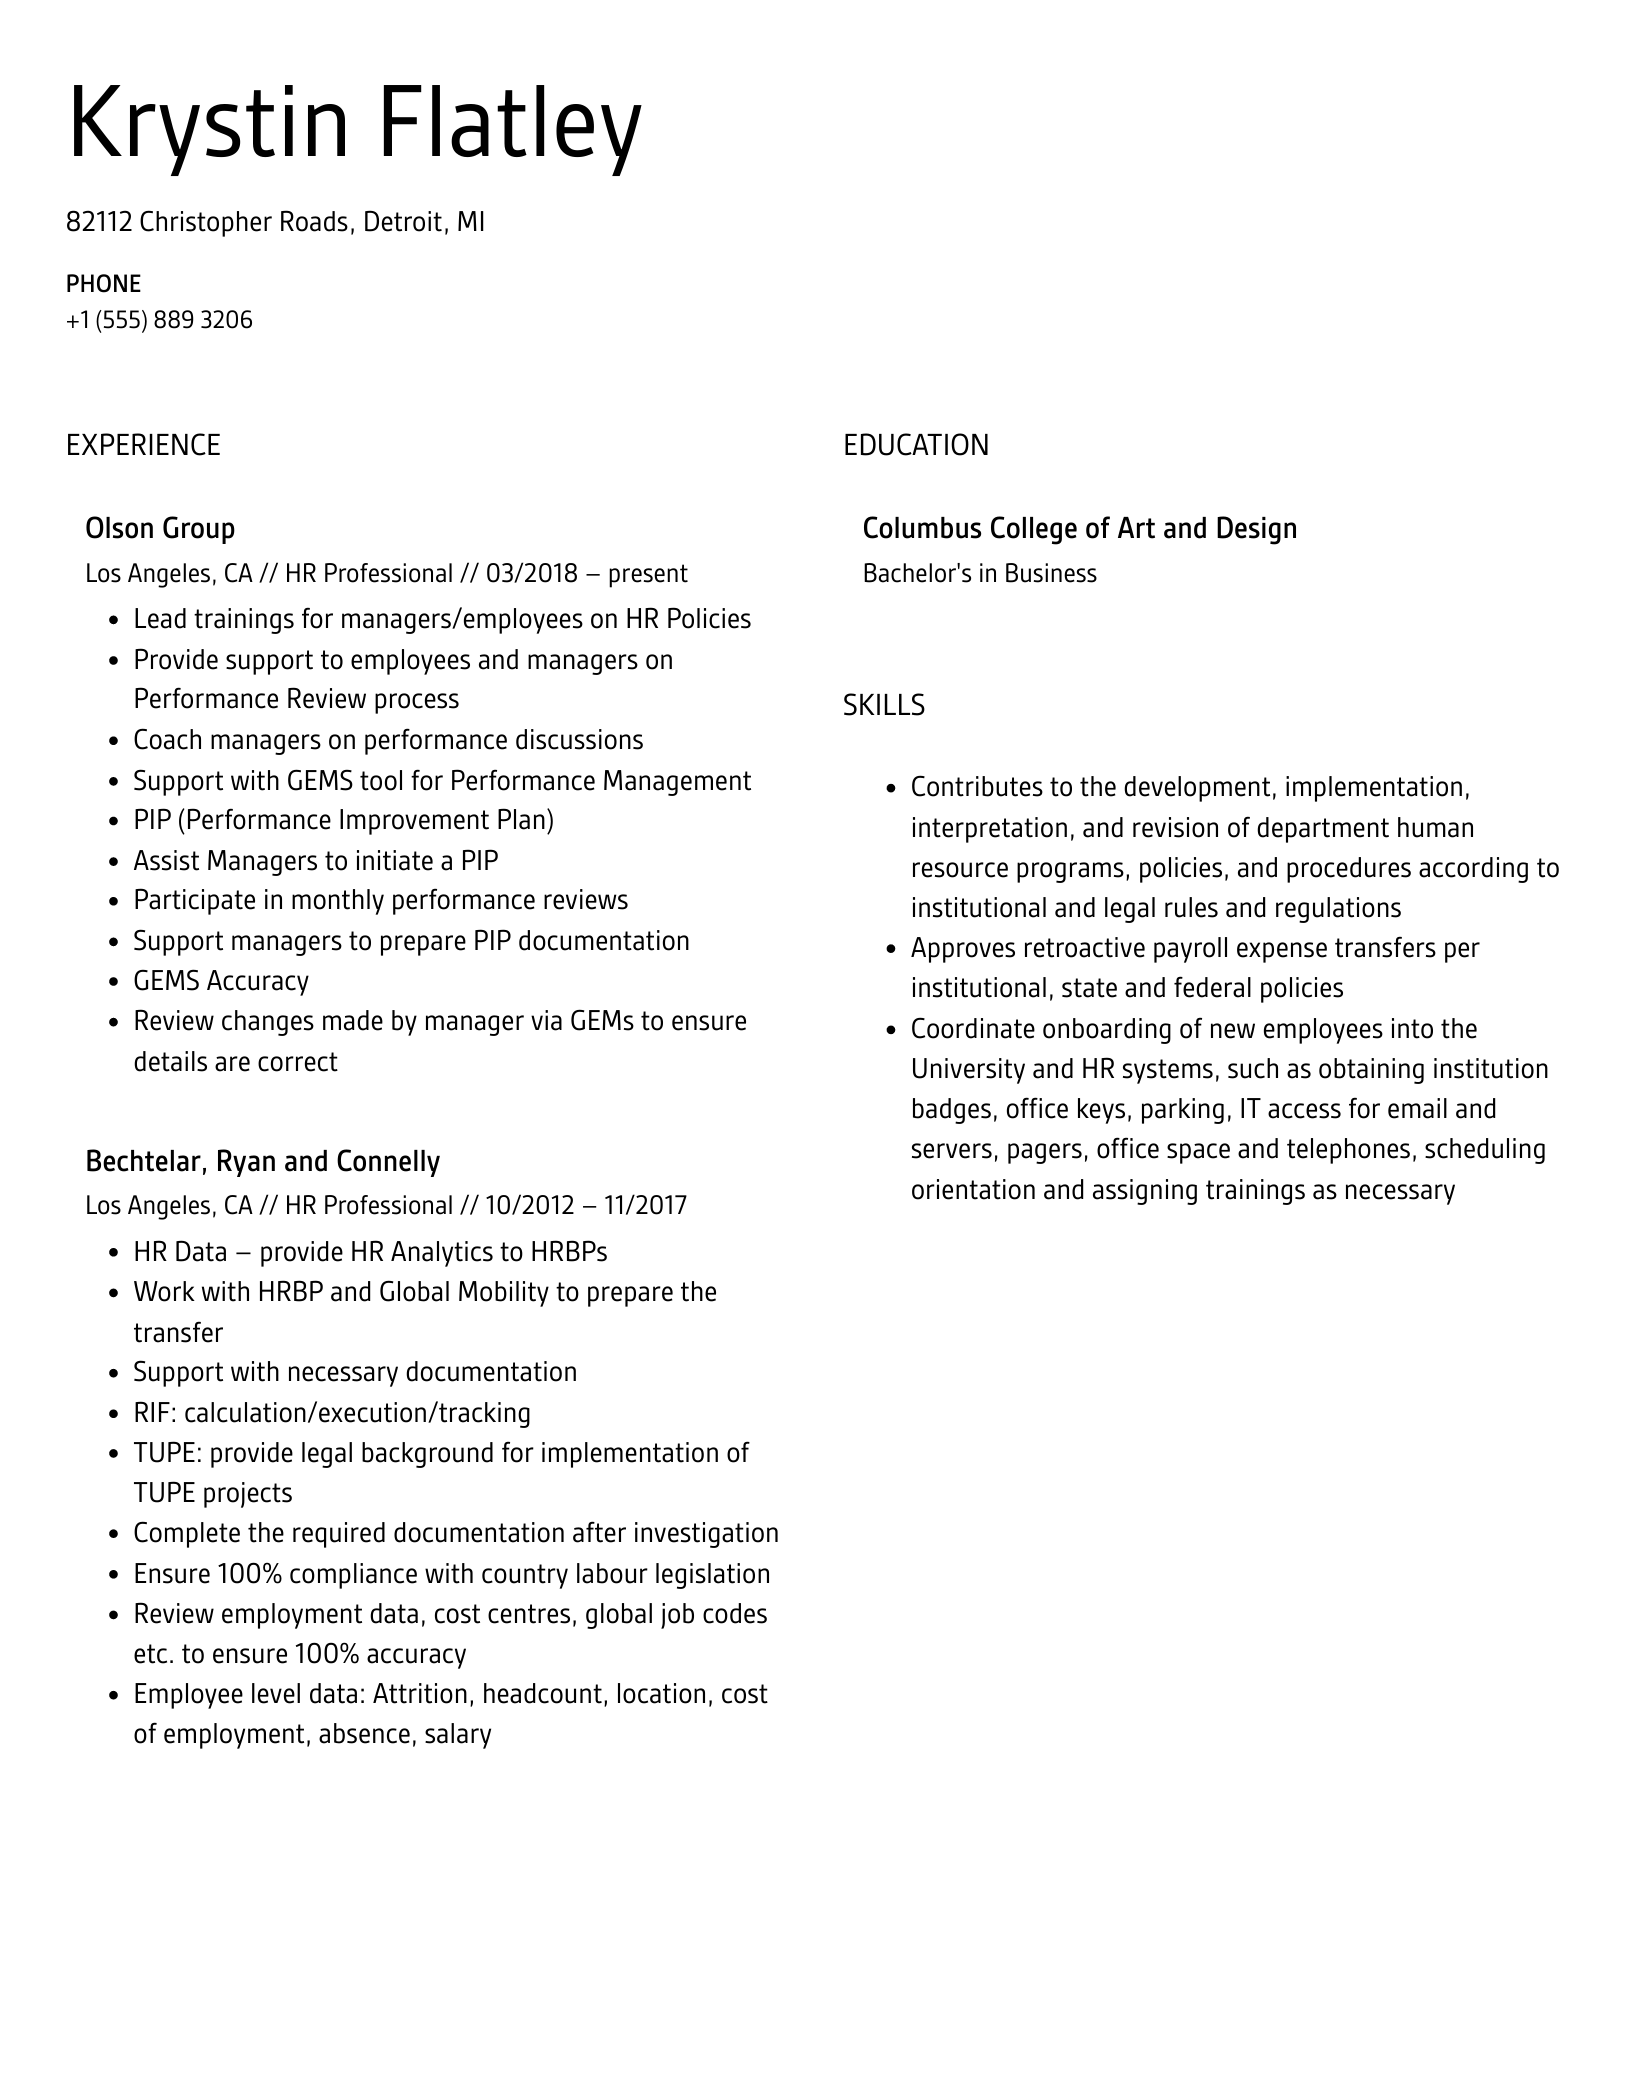 Krystin Flatley
82112 Christopher Roads, Detroit, MI
PHONE
+1 (555) 889 3206
EXPERIENCE
Olson Group
Los Angeles, CA // HR Professional // 03/2018 – present
• Lead trainings for managers/employees on HR Policies
• Provide support to employees and managers on
Performance Review process
• Coach managers on performance discussions
• Support with GEMS tool for Performance Management
• PIP (Performance Improvement Plan)
• Assist Managers to initiate a PIP
• Participate in monthly performance reviews
• Support managers to prepare PIP documentation
• GEMS Accuracy
• Review changes made by manager via GEMs to ensure
details are correct
Bechtelar, Ryan and Connelly
Los Angeles, CA // HR Professional // 10/2012 – 11/2017
• HR Data – provide HR Analytics to HRBPs
• Work with HRBP and Global Mobility to prepare the
transfer
• Support with necessary documentation
• RIF: calculation/execution/tracking
• TUPE: provide legal background for implementation of
TUPE projects
• Complete the required documentation after investigation
• Ensure 100% compliance with country labour legislation
• Review employment data, cost centres, global job codes
etc. to ensure 100% accuracy
• Employee level data: Attrition, headcount, location, cost
of employment, absence, salary
EDUCATION
Columbus College of Art and Design
Bachelor's in Business
SKILLS
• Contributes to the development, implementation,
interpretation, and revision of department human
resource programs, policies, and procedures according to
institutional and legal rules and regulations
• Approves retroactive payroll expense transfers per
institutional, state and federal policies
• Coordinate onboarding of new employees into the
University and HR systems, such as obtaining institution
badges, office keys, parking, IT access for email and
servers, pagers, office space and telephones, scheduling
orientation and assigning trainings as necessary